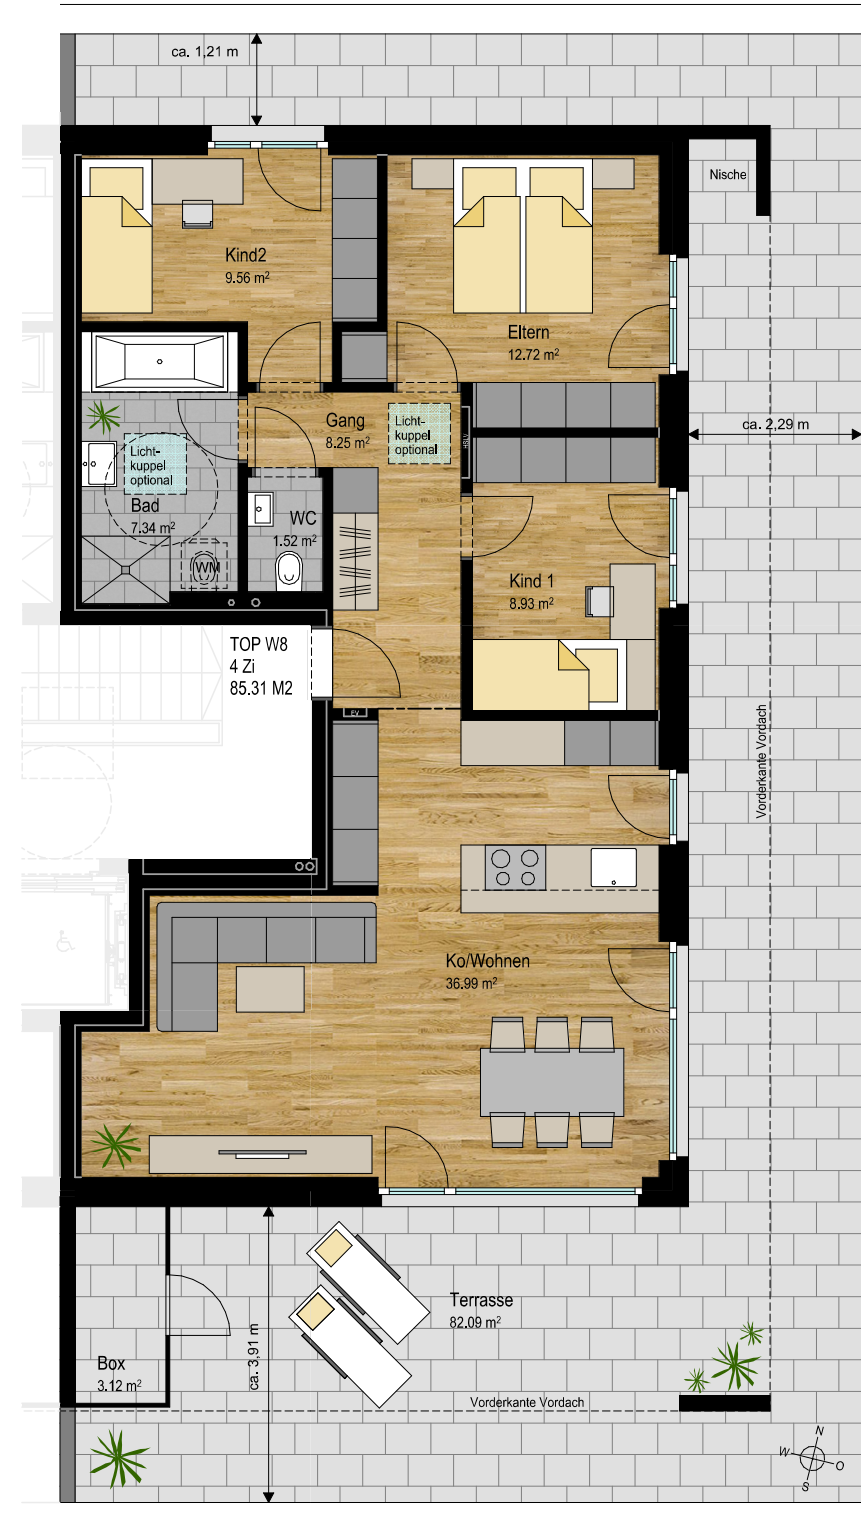 ca. 1,21 m
Nische
Kind2
9.56 m²
Eltern
12.72 m²
Gang
8.25 m²
Licht-
kuppel
optional
HSLV
ca. 2,29 m
Licht-
kuppel
optional
Bad
7.34 m²
WC
1.52 m²
WM
Kind 1
8.93 m²
TOP W8
4 Zi
85.31 M2
EV
Vorderkante Vordach
Ko/Wohnen
36.99 m²
Terrasse
82.09 m²
ca. 3,91 m
Box
3.12 m²
Vorderkante Vordach
N
W
O
S